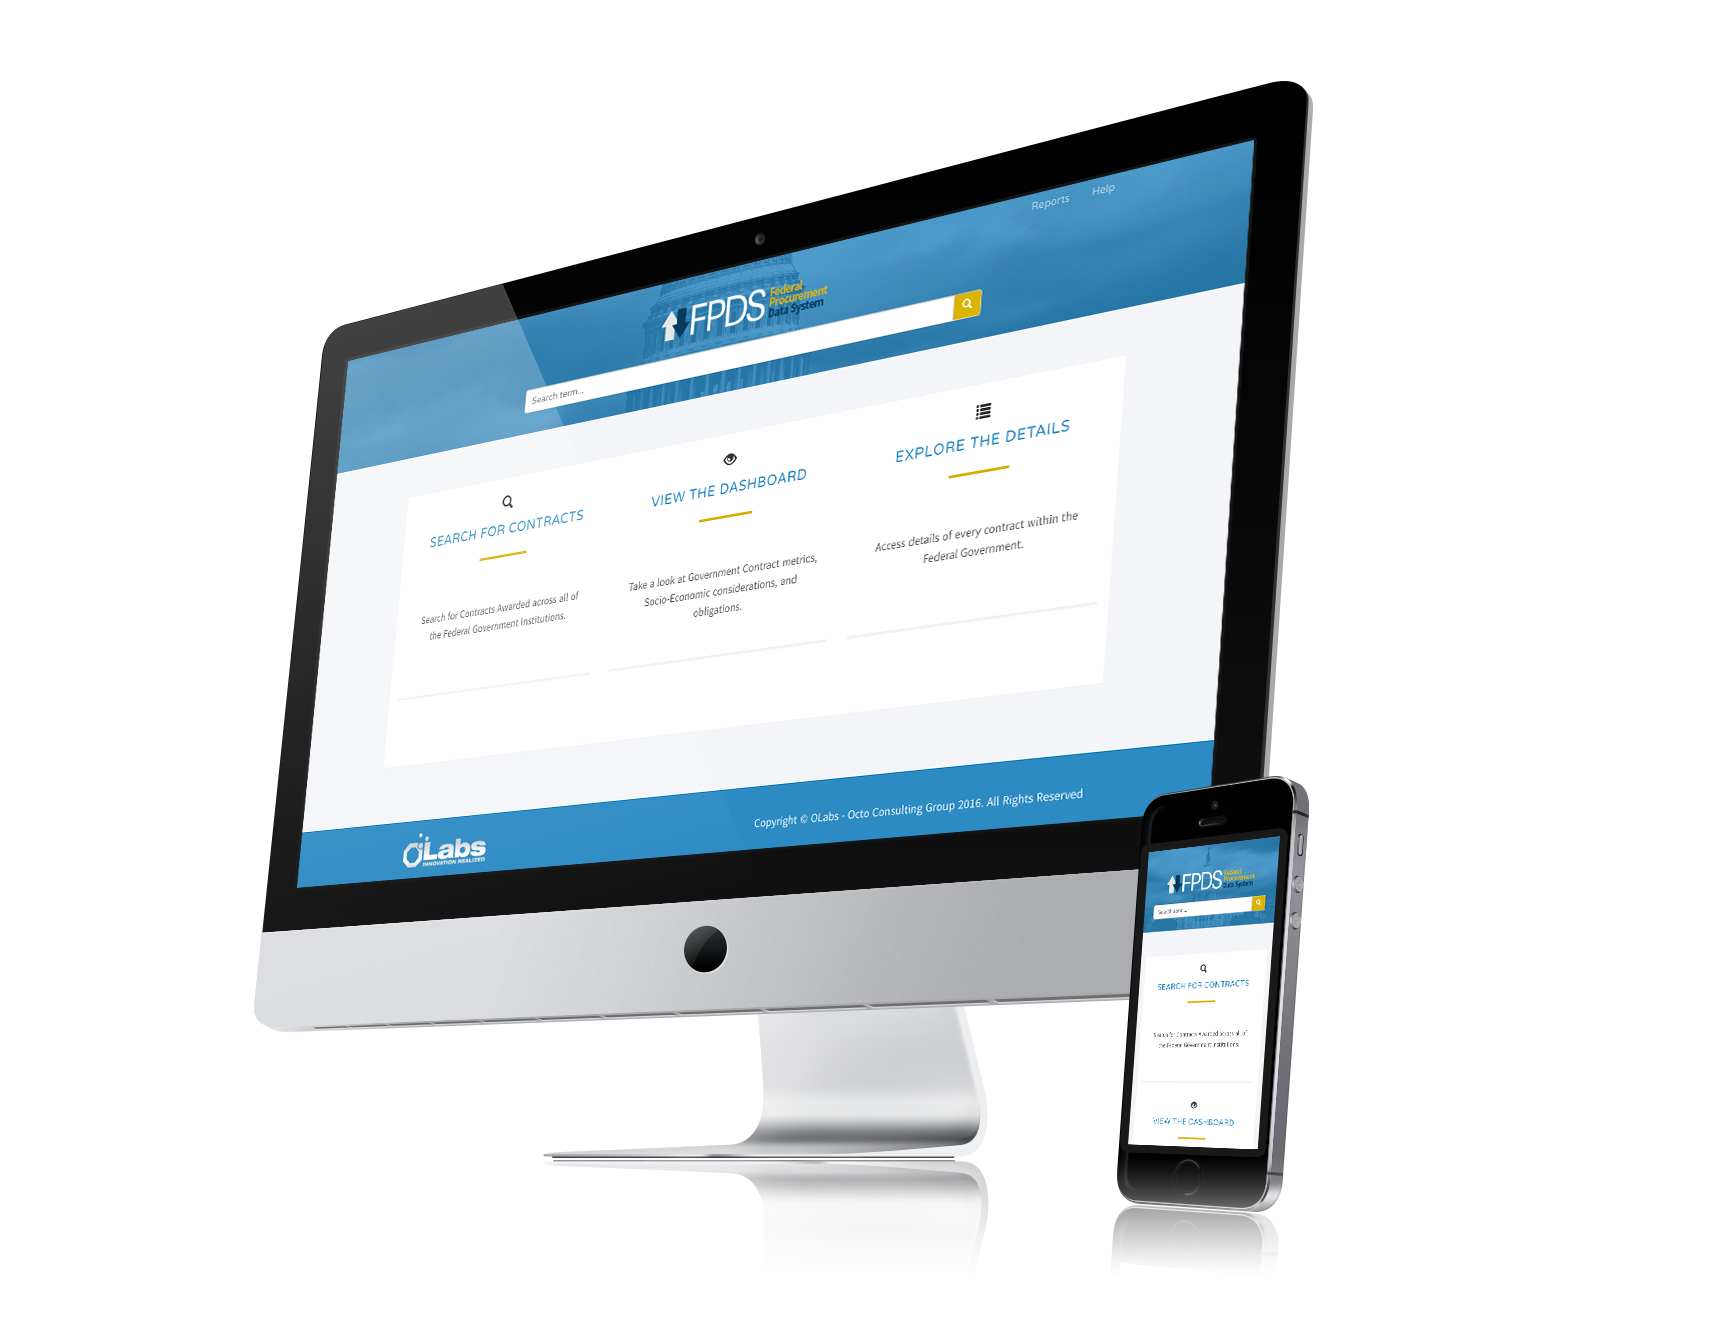 Reports Help
FPDS
Federal
Procurement
Data System
Search term...
SEARCH FOR CONTRACTS
Search for Contracts Awarded across all of
the Federal Government Institutions.
VIEW THE DASHBOARD
Take a look at Government Contract metrics,
Socio-Economic considerations, and
obligations.
EXPLORE THE DETAILS
Access details of every contract within the
Federal Government.
OLabs
INNOVATION REALIZED
Copyright © OLabs - Octo Consulting Group 2016. All Rights Reserved
FPDS
Federal
Procurement
Data System
Search term...
SEARCH FOR CONTRACTS
Search for Contracts Awarded across all of
the Federal Government Institutions.
VIEW THE DASHBOARD